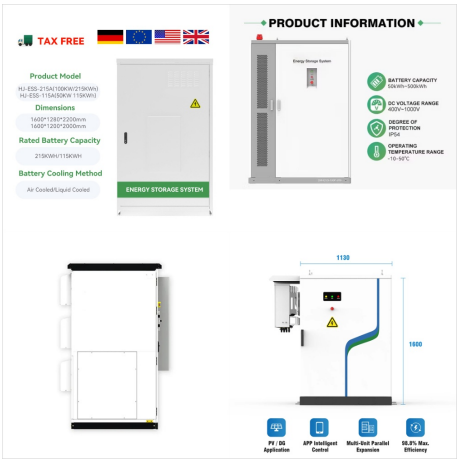 TAX FREE
Product Model
HJ-ESS-215A(100KW/215KWh)
HJ-ESS-115A(50KW 115KWh)
Dimensions
1600*1280*2200mm
1600*1200*2000mm
Rated Battery Capacity
215KWH/115KWH
Battery Cooling Method
Air Cooled/Liquid Cooled
ENERGY STORAGE SYSTEM
PRODUCT INFORMATION
Energy Storage System
BATTERY CAPACITY
50kWh~500kWh
DC VOLTAGE RANGE
400V~1000V
DEGREE OF
PROTECTION
IP54
OPERATING
TEMPERATURE RANGE
-10~50°C
1130
1600
PV / DG
Application
APP Intelligent
Control
Multi-Unit Parallel
Expansion
98.8% Max.
Efficiency